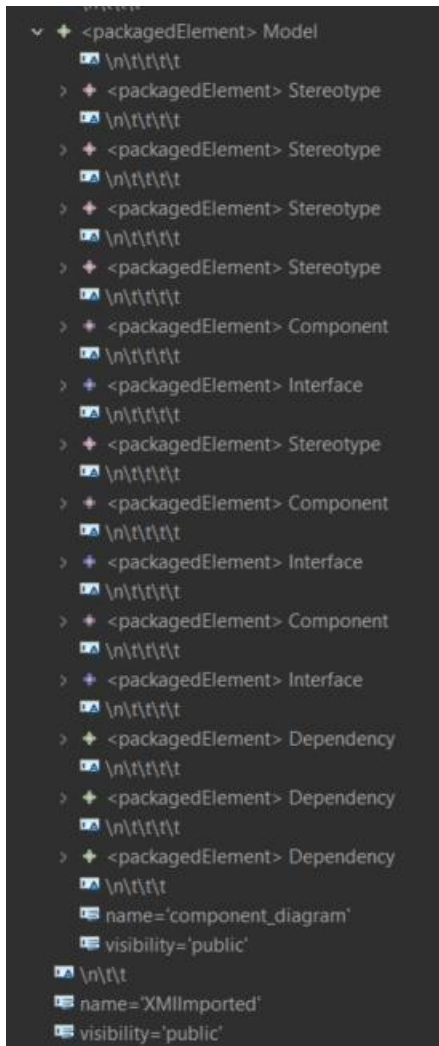 <packagedElement> Model
\n\t\t\t\t
<packagedElement> Stereotype
\n\t\t\t\t
<packagedElement> Stereotype
\n\t\t\t\t
<packagedElement> Stereotype
\n\t\t\t\t
<packagedElement> Stereotype
\n\t\t\t\t
<packagedElement> Component
\n\t\t\t\t
<packagedElement> Interface
\n\t\t\t\t
<packagedElement> Stereotype
\n\t\t\t\t
<packagedElement> Component
\n\t\t\t\t
<packagedElement> Interface
\n\t\t\t\t
<packagedElement> Component
\n\t\t\t\t
<packagedElement> Interface
\n\t\t\t\t
<packagedElement> Dependency
\n\t\t\t\t
<packagedElement> Dependency
\n\t\t\t\t
<packagedElement> Dependency
\n\t\t\t
name='component_diagram'
visibility='public'
\n\t\t
name='XMIImported'
visibility='public'